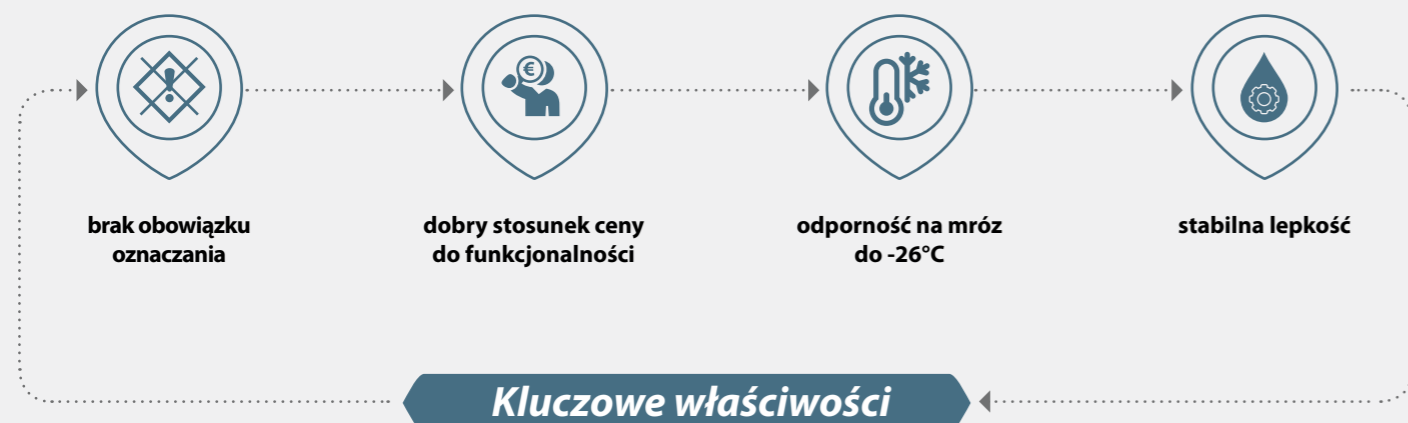 brak obowiązku
oznaczania
dobry stosunek ceny
do funkcjonalności
odporność na mróz
do -26°C
stabilna lepkość
Kluczowe właściwości